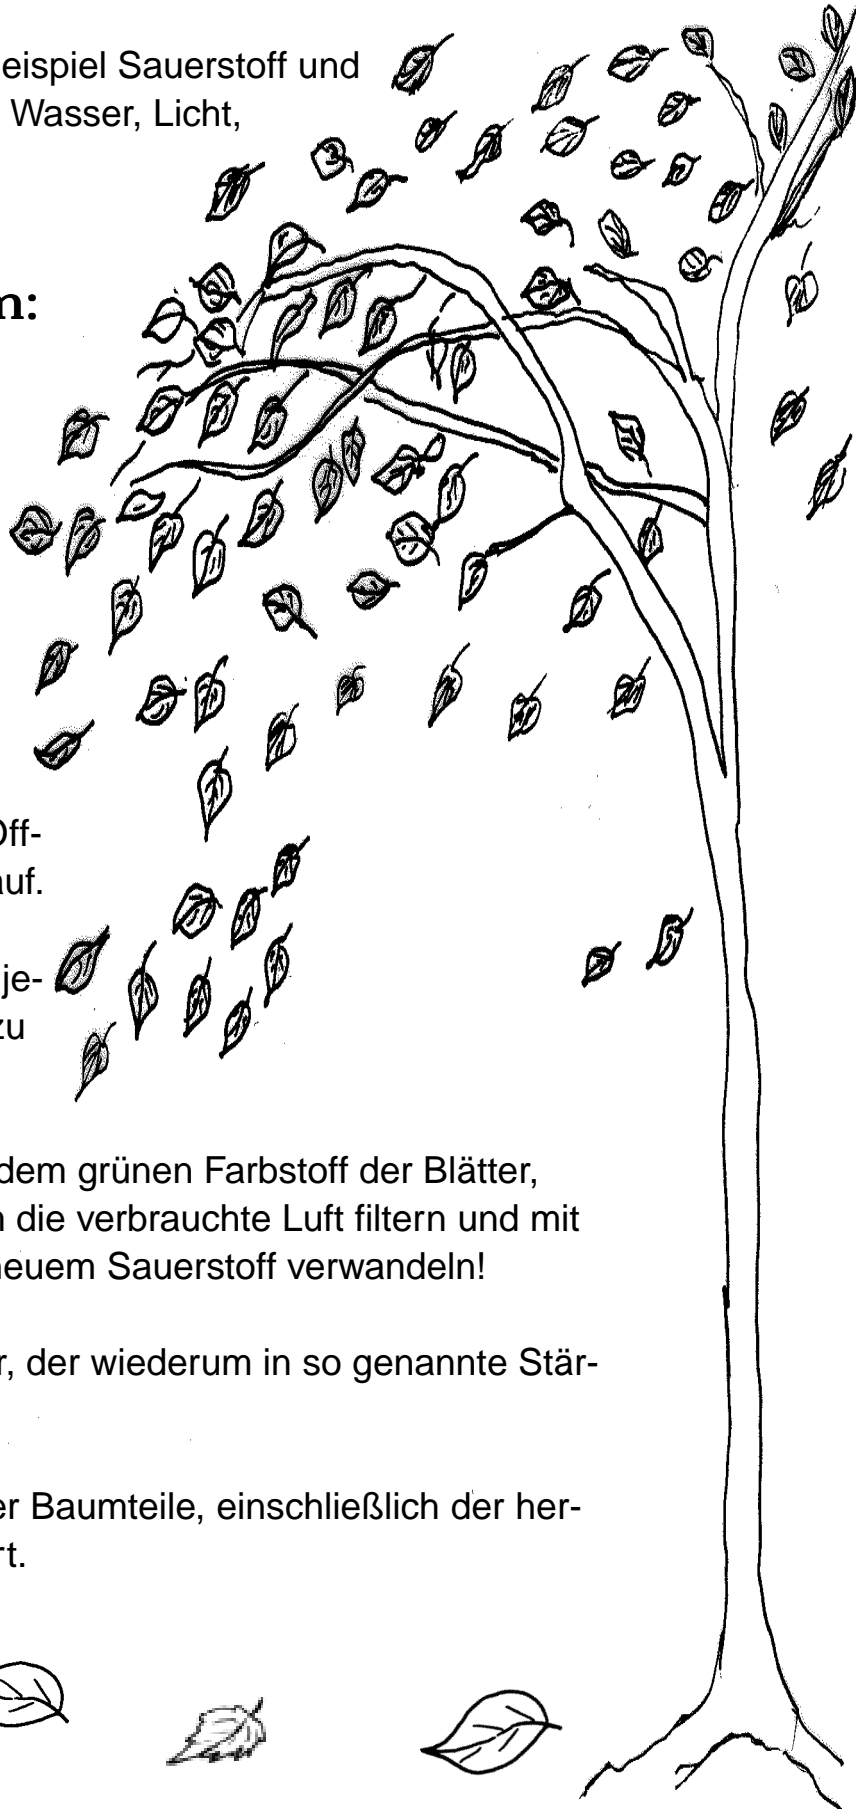 eispiel Sauerstoff und
Wasser, Licht,
n:
Öff-
auf.
je-
zu
dem grünen Farbstoff der Blätter,
n die verbrauchte Luft filtern und mit
neuem Sauerstoff verwandeln!
r, der wiederum in so genannte Stär-
er Baumteile, einschließlich der her-
rt.